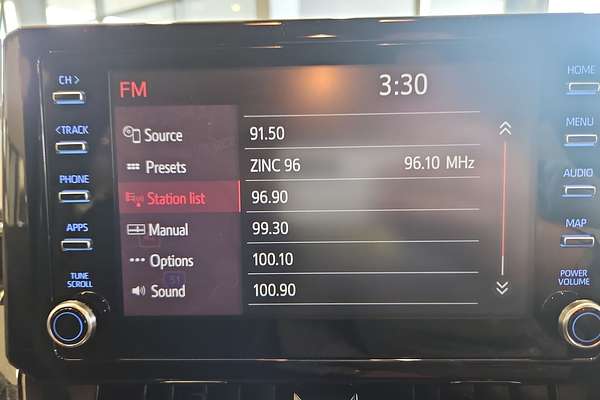 CH >
<TRACK
PHONE
APPS
TUNE
SCROLL
FM
3:30
Source
Presets
Station list
Manual
Options
Sound
91.50
ZINC 96 96.10 MHz
96.90
99.30
100.10
100.90
HOME
MENU
AUDIO
MAP
POWER
VOLUME